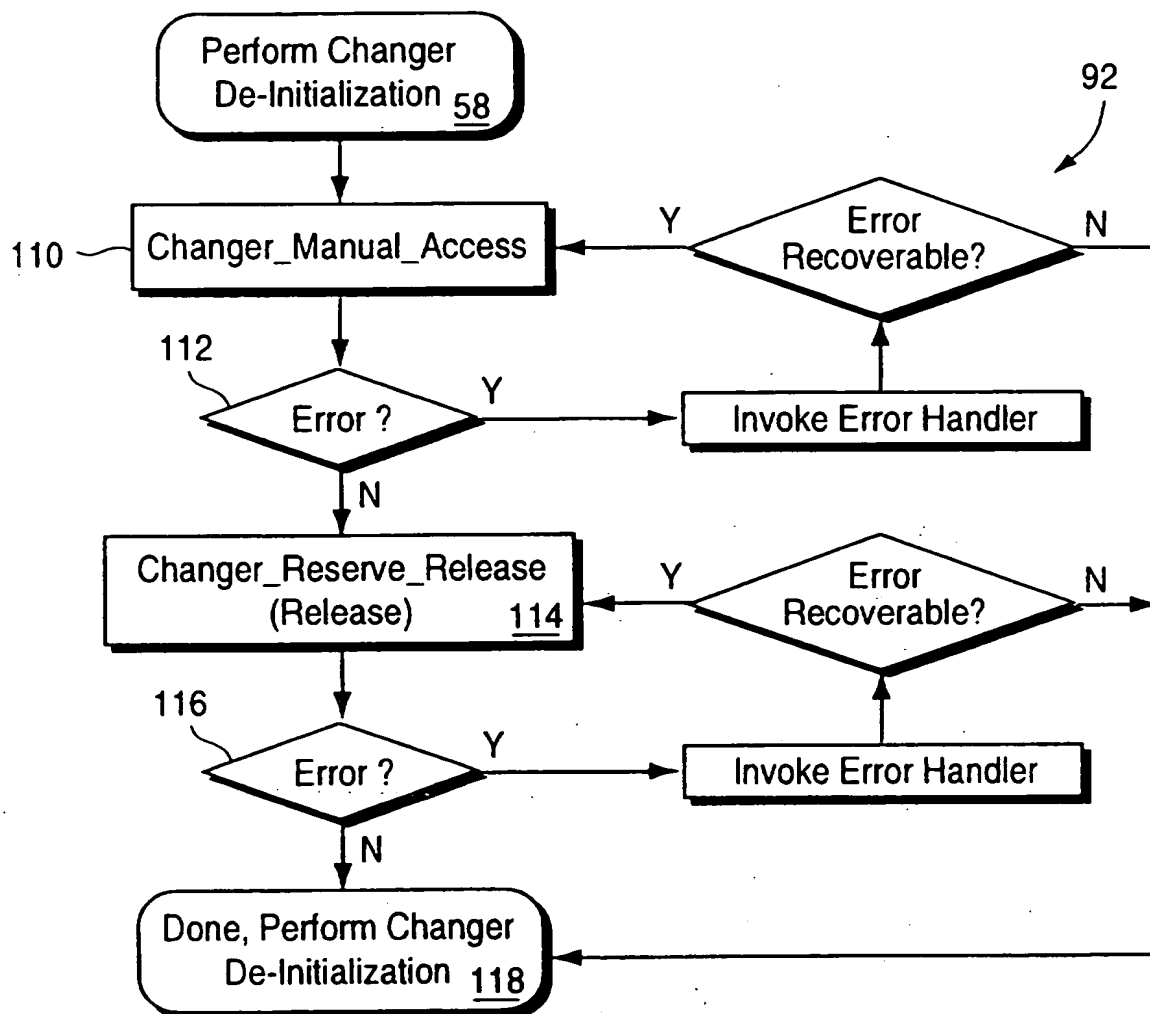 Perform Changer
De-Initialization 58
92
110
Changer_Manual_Access
Y
Error
Recoverable?
N
112
Error ?
Y
Invoke Error Handler
N
Changer_Reserve_Release
(Release) 114
Y
Error
Recoverable?
N
116
Error ?
Y
Invoke Error Handler
N
Done, Perform Changer
De-Initialization 118